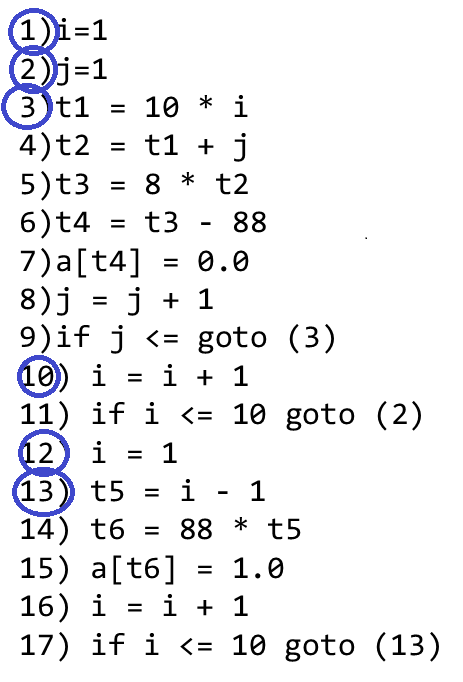 1)i=1
2)j=1
3)t1 = 10 * i
4)t2 = t1 + j
5)t3 = 8 * t2
6)t4 = t3 - 88
7)a[t4] = 0.0
8)j = j + 1
9)if j <= goto (3)
10) i = i + 1
11) if i <= 10 goto (2)
12) i = 1
13) t5 = i - 1
14) t6 = 88 * t5
15) a[t6] = 1.0
16) i = i + 1
17) if i <= 10 goto (13)